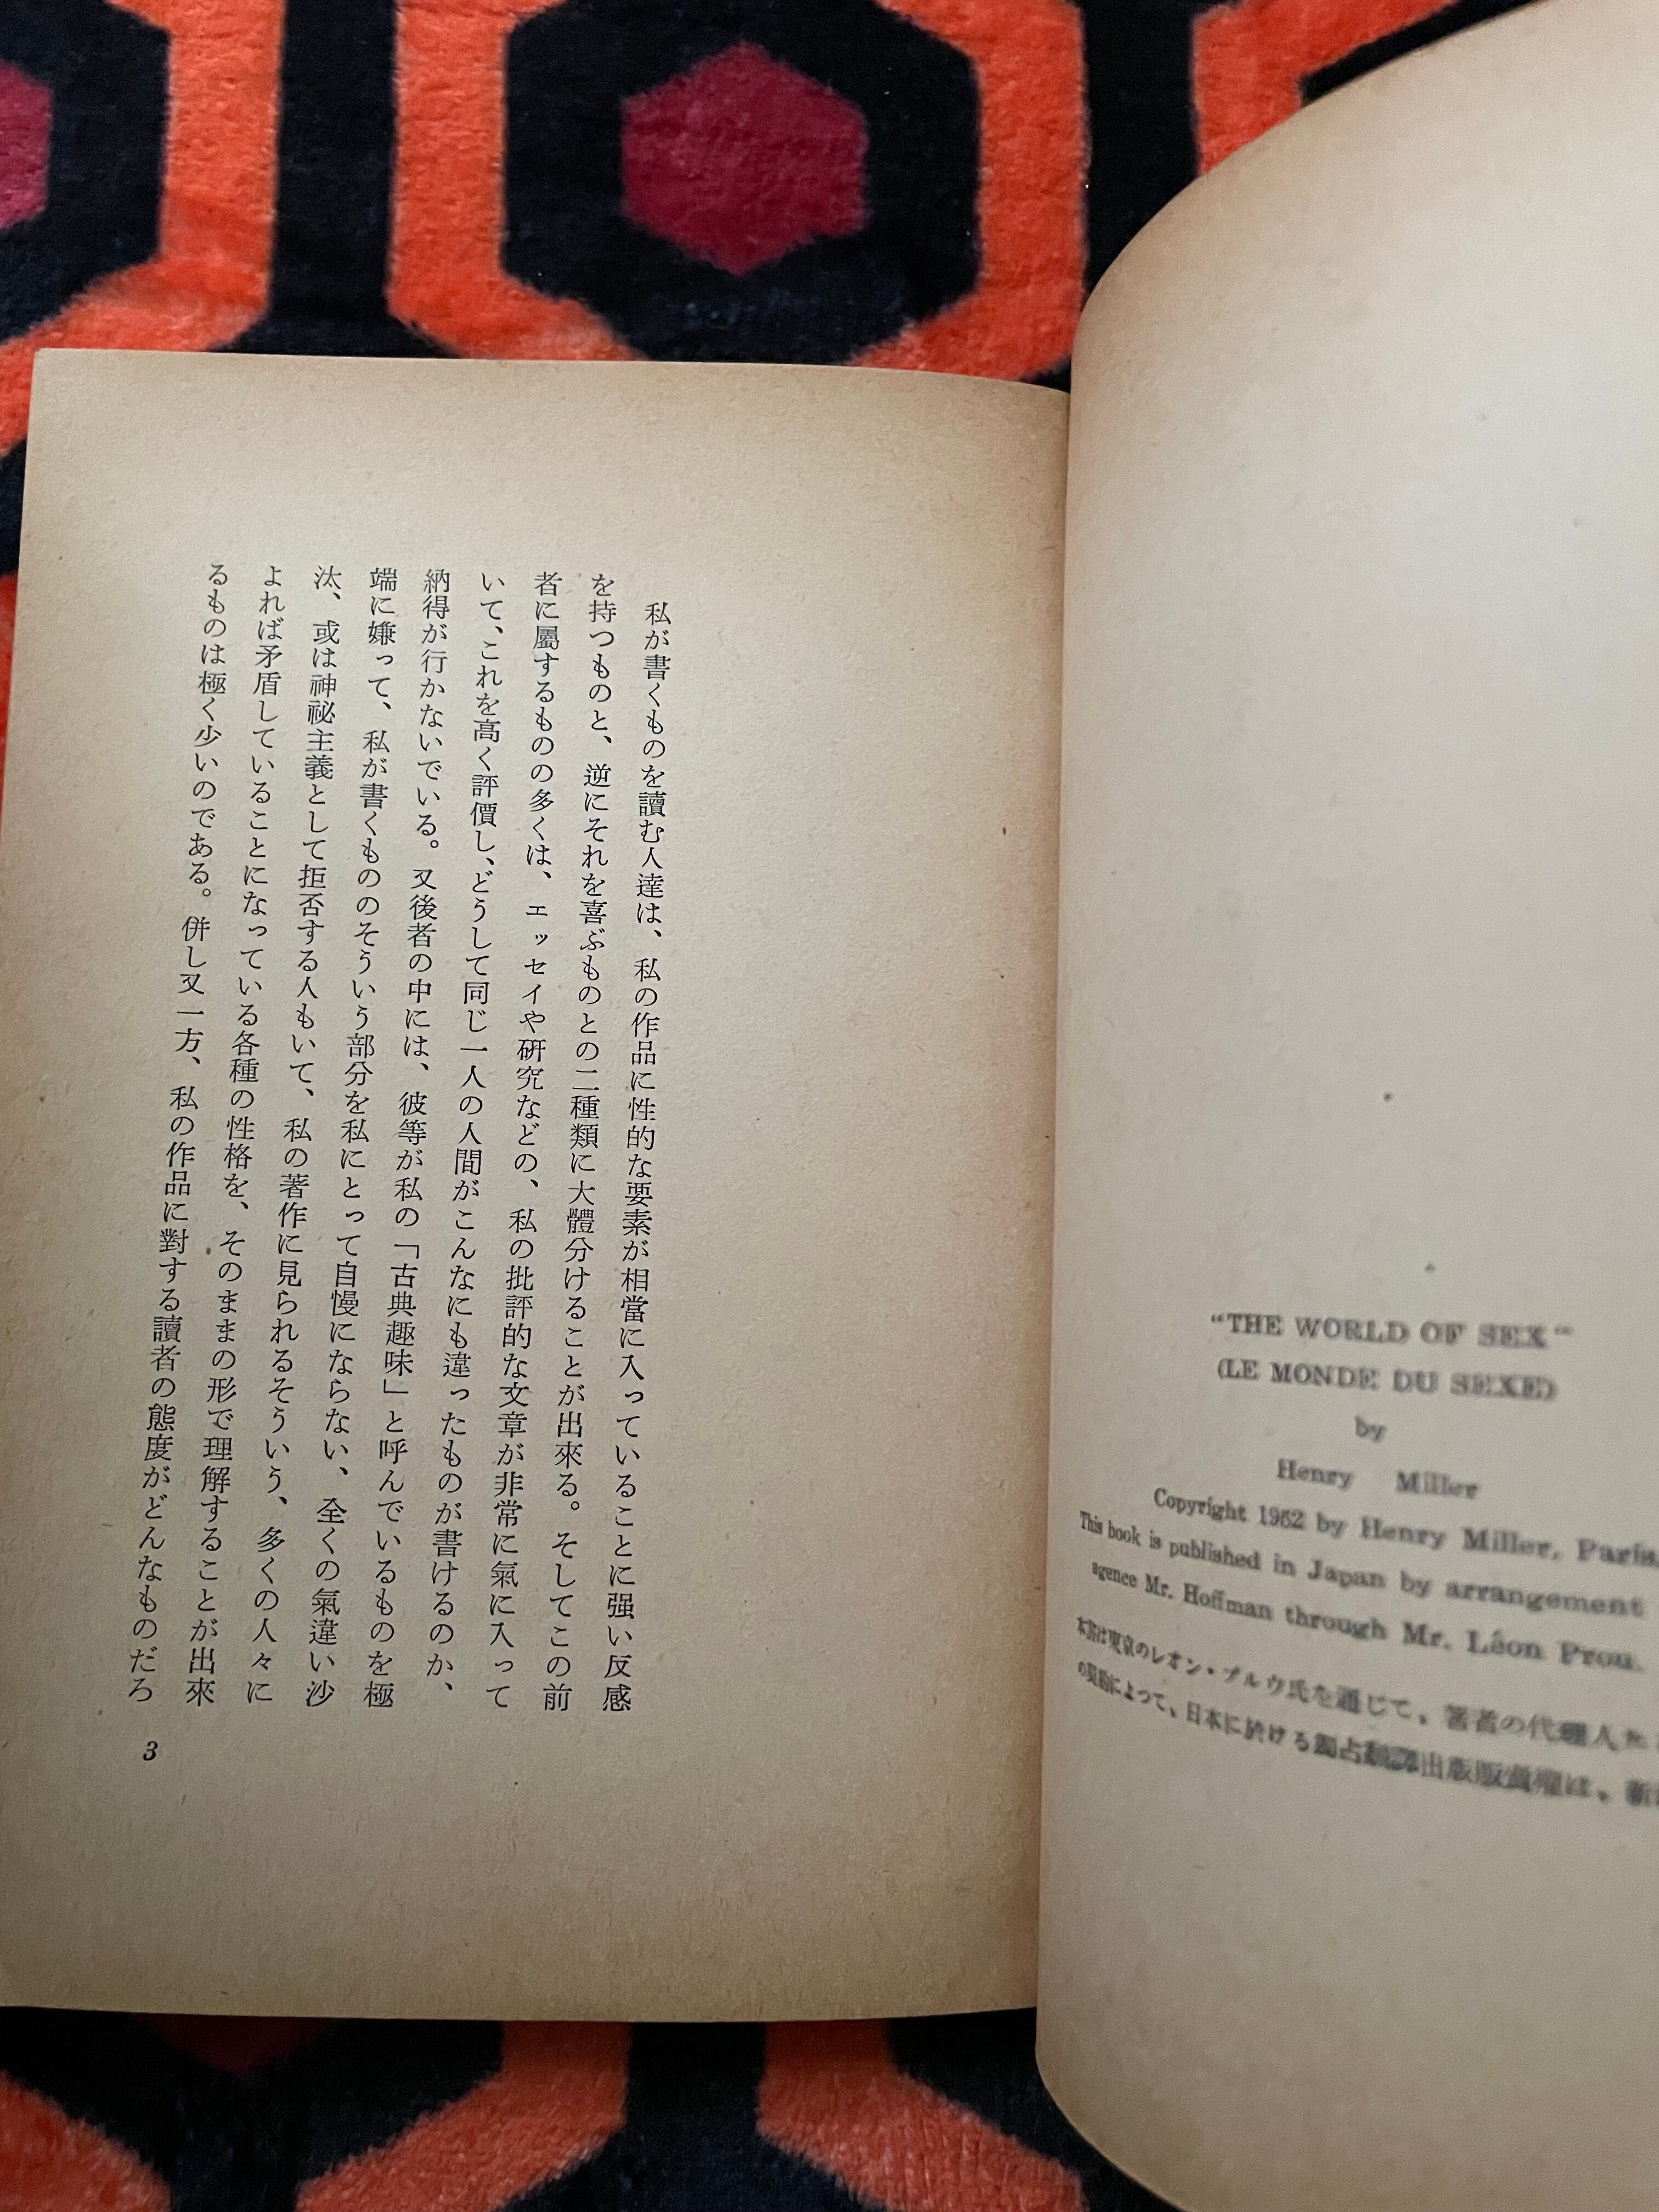 “THE WORLD OF SEX“
(LE MONDE DU SEXE)
by
Henry Miller
Copyright 1952 by Henry Miller, Paris.
This book is published in Japan by arrangement
agence Mr. Hoffman through Mr. Léon Prou.
本書は東京のレオン・プルウ氏を通じて、著者の代理人た
の契約によって、日本に於ける獨占飜譯出版販賣權は、新
私が書くものを讀む人達は、私の作品に性的な要素が相當に入っていることに强い反感
を持つものと、逆にそれを喜ぶものとの二種類に大體分けることが出來る。そしてこの前
者に屬するものの多くは、エッセイや硏究などの、私の批評的な文章が非常に氣に入って
いて、これを高く評價し、どうして同じ一人の人間がこんなにも違ったものが書けるのか、
納得が行かないでいる。又後者の中には、彼等が私の「古典趣味」と呼んでいるものを極
端に嫌って、私が書くもののそういう部分を私にとって自慢にならない、全くの氣違い沙
汰、或は神祕主義として拒否する人もいて、私の著作に見られるそういう、多くの人々に
よれば矛盾していることになっている各種の性格を、そのままの形で理解することが出來
るものは極く少いのである。併し又一方、私の作品に對する讀者の態度がどんなものだろ
3